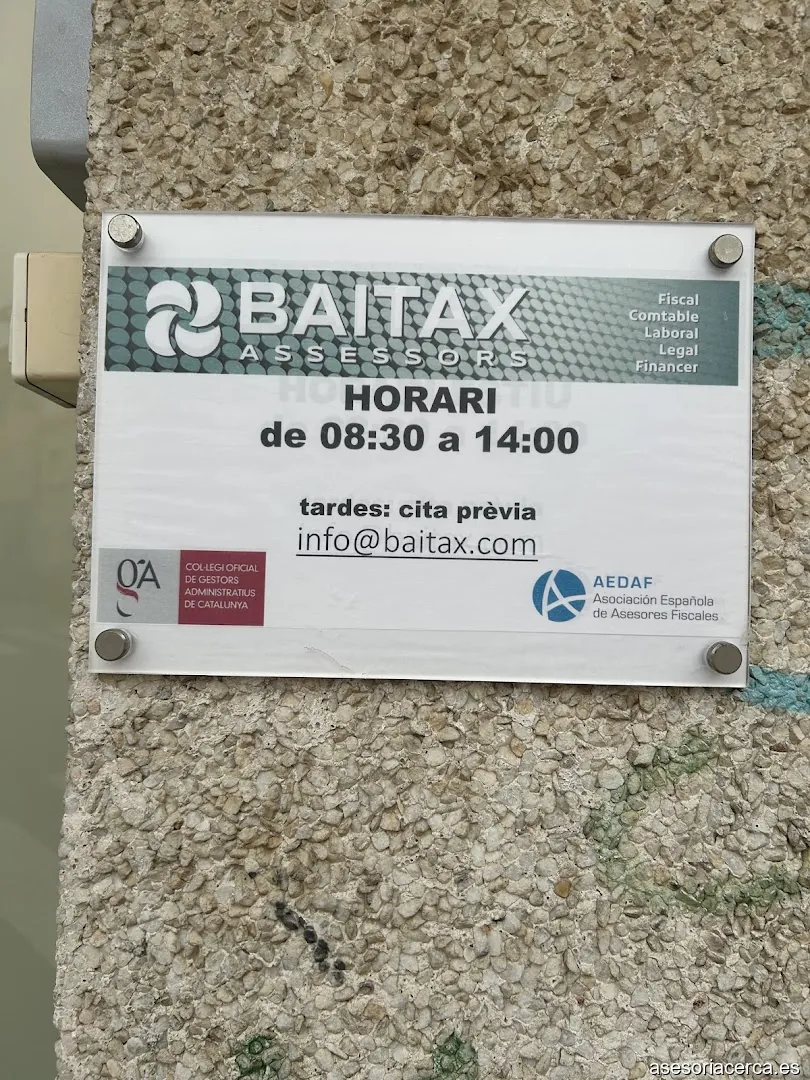 BAITAX
ASSESSORS
Fiscal
Comtable
Laboral
Legal
Financer
HORARI
de 08:30 a 14:00
tardes: cita prèvia
info@baitax.com
gA
COL·LEGI OFICIAL
DE GESTORS
ADMINISTRATIUS
DE CATALUNYA
AEDAF
Asociación Española
de Asesores Fiscales
asesoriacerca.es